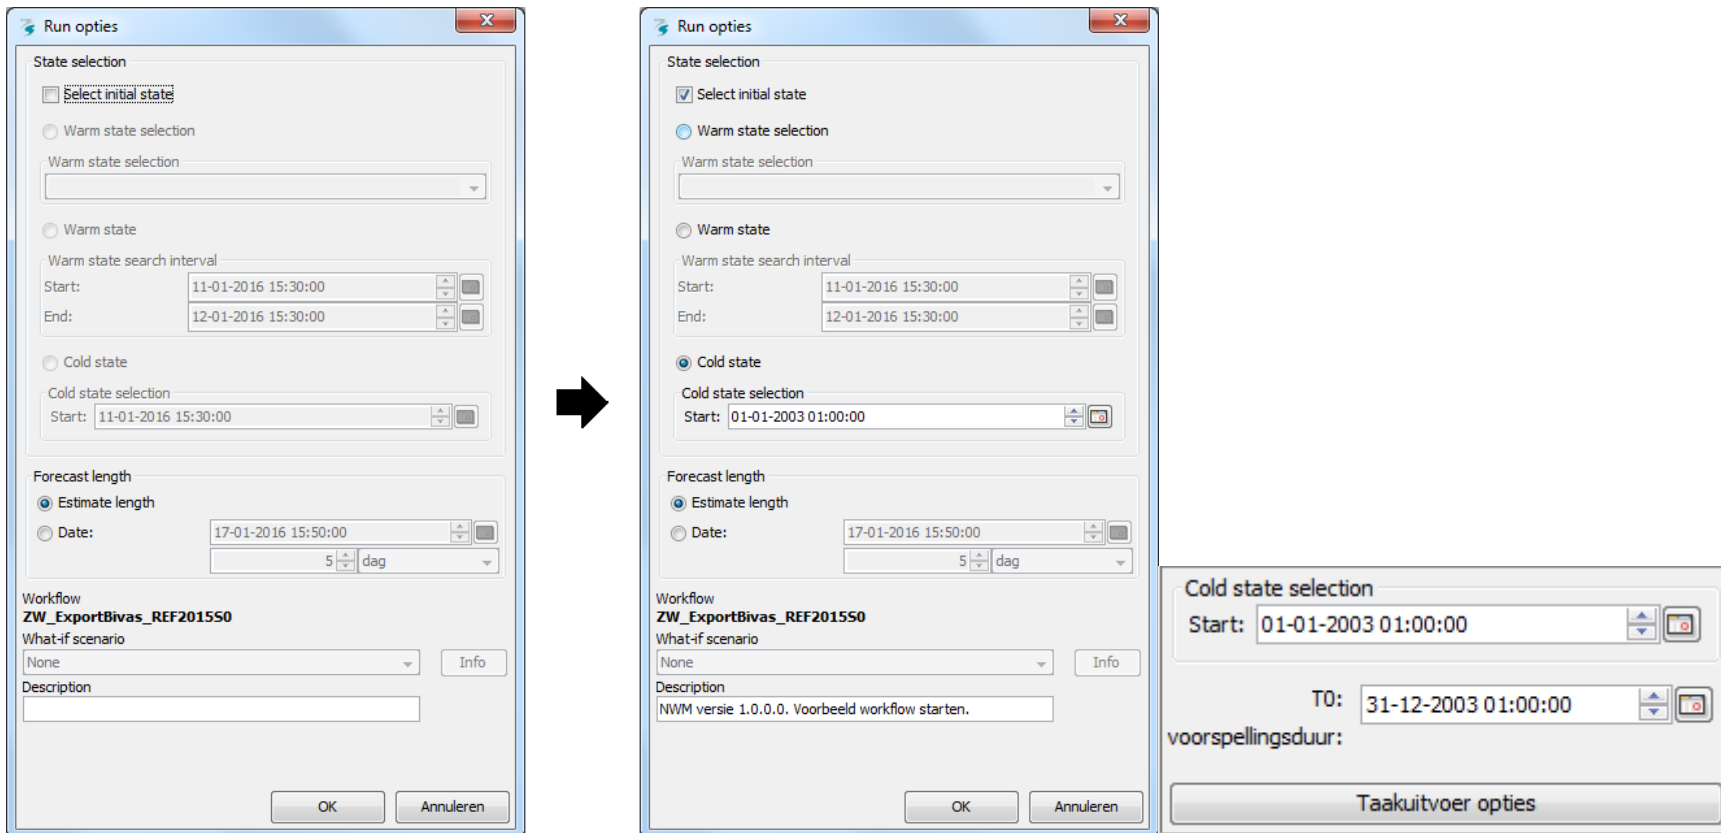 Run opties
State selection
Select initial state
Warm state selection
Warm state selection
Warm state
Warm state search interval
Start: 11-01-2016 15:30:00
End: 12-01-2016 15:30:00
Cold state
Cold state selection
Start: 11-01-2016 15:30:00
Forecast length
Estimate length
Date: 17-01-2016 15:50:00
5 dag
Workflow
ZW_ExportBivas_REF2015S0
What-if scenario
None Info
Description
OK Annuleren
Run opties
State selection
Select initial state
Warm state selection
Warm state selection
Warm state
Warm state search interval
Start: 11-01-2016 15:30:00
End: 12-01-2016 15:30:00
Cold state
Cold state selection
Start: 01-01-2003 01:00:00
Forecast length
Estimate length
Date: 17-01-2016 15:50:00
5 dag
Workflow
ZW_ExportBivas_REF2015S0
What-if scenario
None Info
Description
NWM versie 1.0.0.0. Voorbeeld workflow starten.
OK Annuleren
Cold state selection
Start: 01-01-2003 01:00:00
T0: 31-12-2003 01:00:00
voorspellingsduur:
Taakuitvoer opties